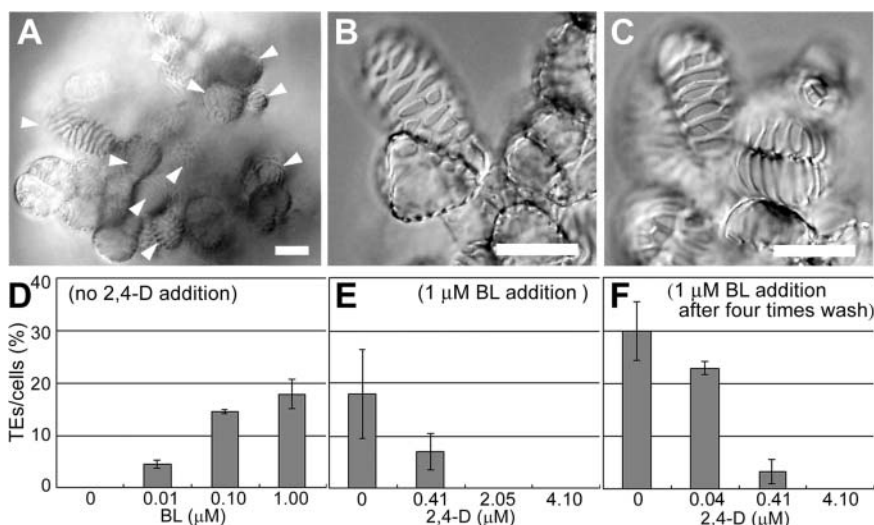 A
B
C
D (no 2,4-D addition)
E (1 μM BL addition )
F (1 μM BL addition
after four times wash)
TEs/cells (%)
40
30
20
10
0
0 0.01 0.10 1.00
BL (μM)
0 0.41 2.05 4.10
2,4-D (μM)
0 0.04 0.41 4.10
2,4-D (μM)